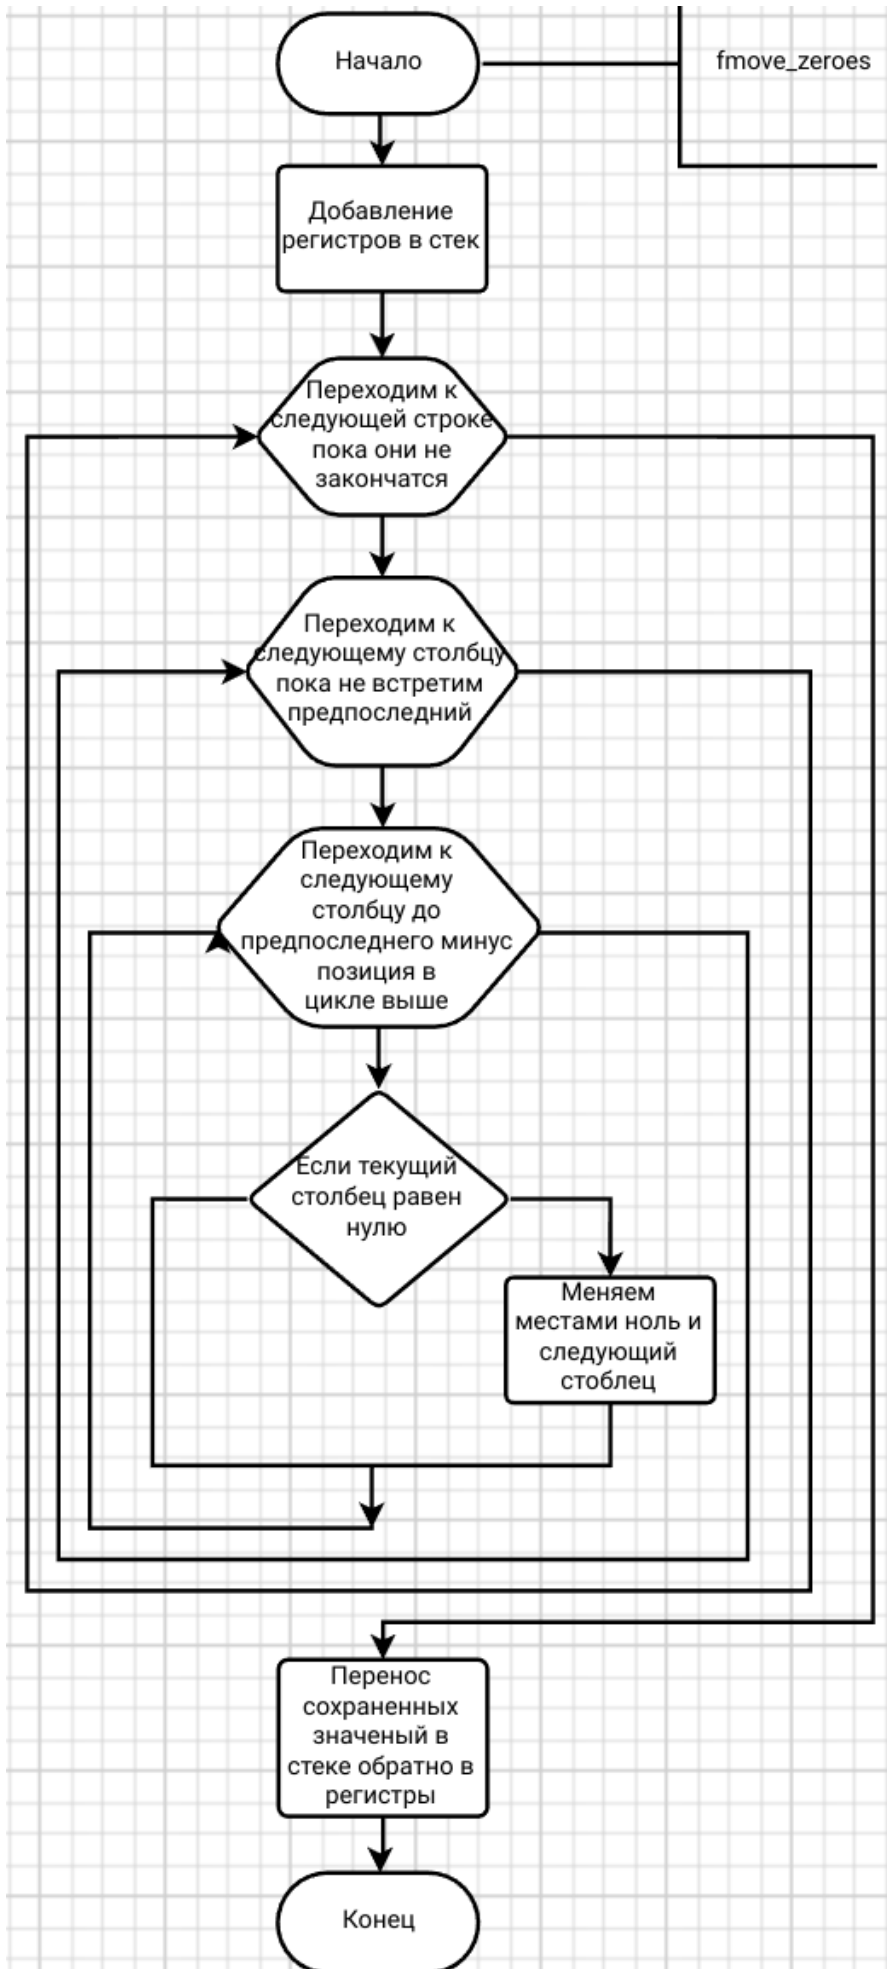 Начало
fmove_zeroes
Добавление
регистров в стек
Переходим к
следующей строке
пока они не
закончатся
Переходим к
следующему столбцу
пока не встретим
предпоследний
Переходим к
следующему
столбцу до
предпоследнего минус
позиция в
цикле выше
Если текущий
столбец равен
нулю
Меняем
местами ноль и
следующий
стоблец
Перенос
сохраненных
значеный в
стеке обратно в
регистры
Конец